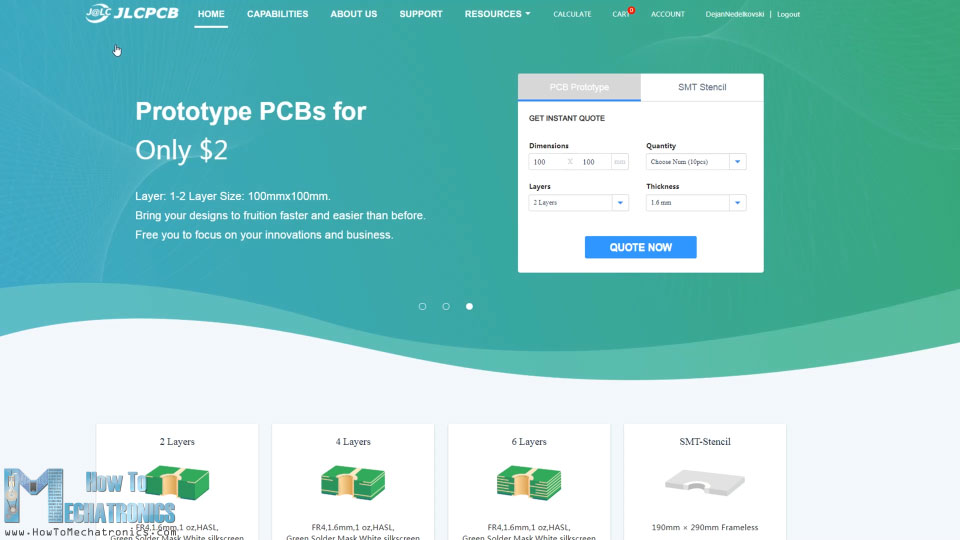 J@LC JLCPCB HOME CAPABILITIES ABOUT US SUPPORT RESOURCES CALCULATE CART 0 ACCOUNT DejanNedelkovski | Logout
Prototype PCBs for
Only $2
Layer: 1-2 Layer Size: 100mmx100mm.
Bring your designs to fruition faster and easier than before.
Free you to focus on your innovations and business.
PCB Prototype SMT Stencil
GET INSTANT QUOTE
Dimensions Quantity
100 X 100 mm Choose Num (10pcs)
Layers Thickness
2 Layers 1.6 mm
QUOTE NOW
2 Layers 4 Layers 6 Layers SMT-Stencil
How To
MECHATRONICS
www.HowToMechatronics.com
FR4,1.6mm,1 oz,HASL, FR4,1.6mm,1 oz,HASL, FR4,1.6mm,1 oz,HASL, 190mm × 290mm Frameless
Green Solder Mask White silkscreen Green Solder Mask White silkscreen Green Solder Mask White silkscreen